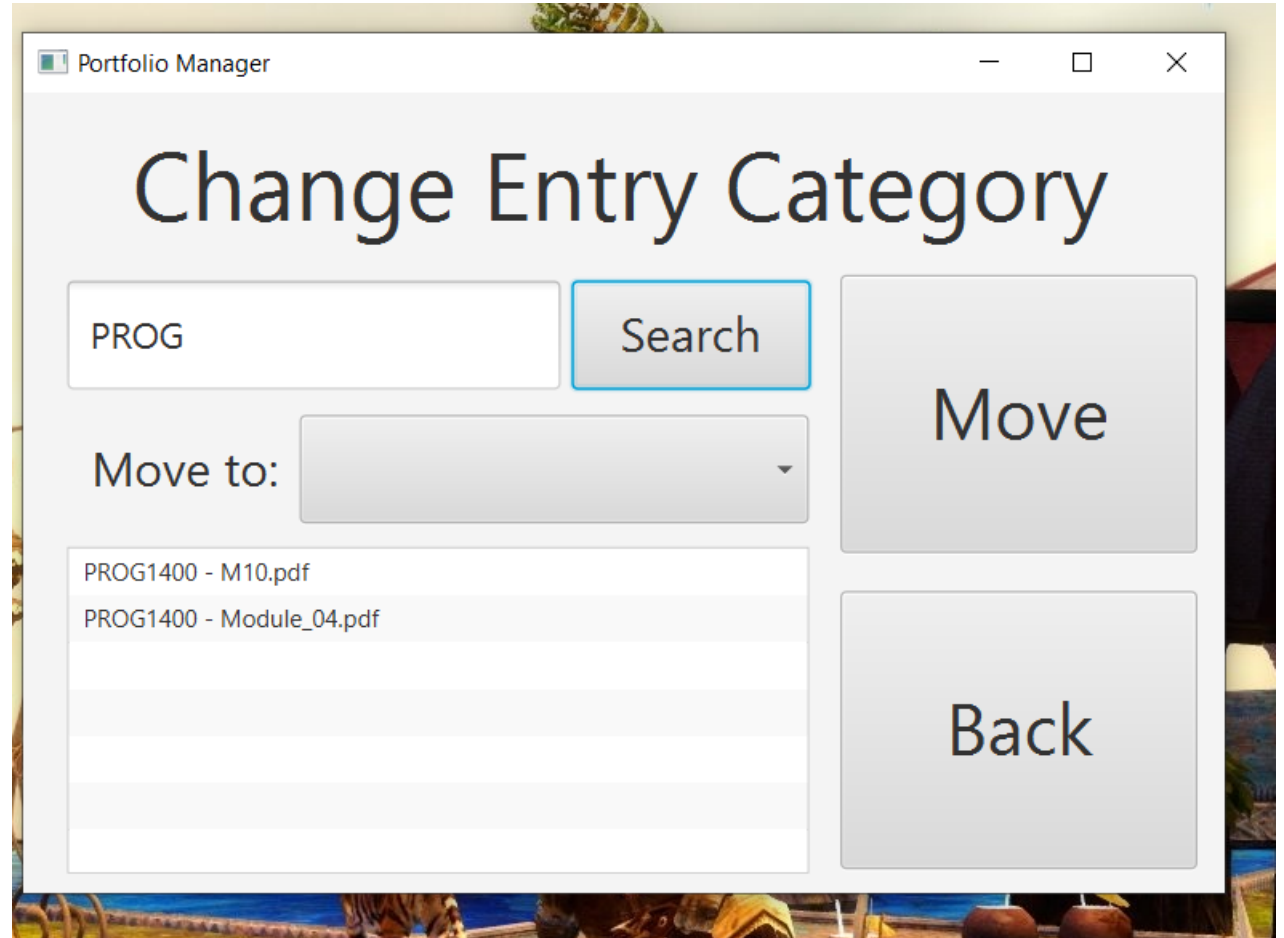 Portfolio Manager
Change Entry Category
PROG
Search
Move
Move to:
PROG1400 - M10.pdf
PROG1400 - Module_04.pdf
Back